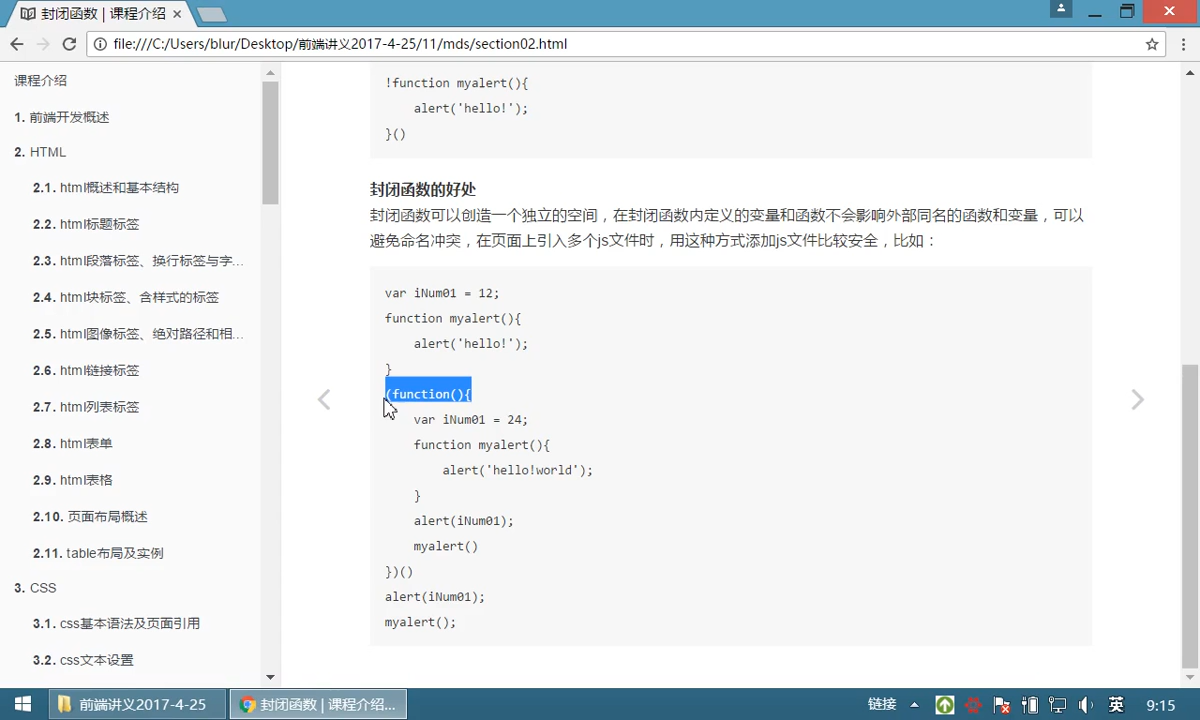 封闭函数 | 课程介绍
file:///C:/Users/blur/Desktop/前端讲义2017-4-25/11/mds/section02.html
课程介绍
1. 前端开发概述
2. HTML
2.1. html概述和基本结构
2.2. html标题标签
2.3. html段落标签、换行标签与字...
2.4. html块标签、含样式的标签
2.5. html图像标签、绝对路径和相...
2.6. html链接标签
2.7. html列表标签
2.8. html表单
2.9. html表格
2.10. 页面布局概述
2.11. table布局及实例
3. CSS
3.1. css基本语法及页面引用
3.2. css文本设置
!function myalert(){
alert('hello!');
}()
封闭函数的好处
封闭函数可以创造一个独立的空间，在封闭函数内定义的变量和函数不会影响外部同名的函数和变量，可以
避免命名冲突，在页面上引入多个js文件时，用这种方式添加js文件比较安全，比如：
var iNum01 = 12;
function myalert(){
alert('hello!');
}
(function(){
var iNum01 = 24;
function myalert(){
alert('hello!world');
}
alert(iNum01);
myalert()
})()
alert(iNum01);
myalert();
前端讲义2017-4-25
封闭函数 | 课程介绍...
链接
英
9:15